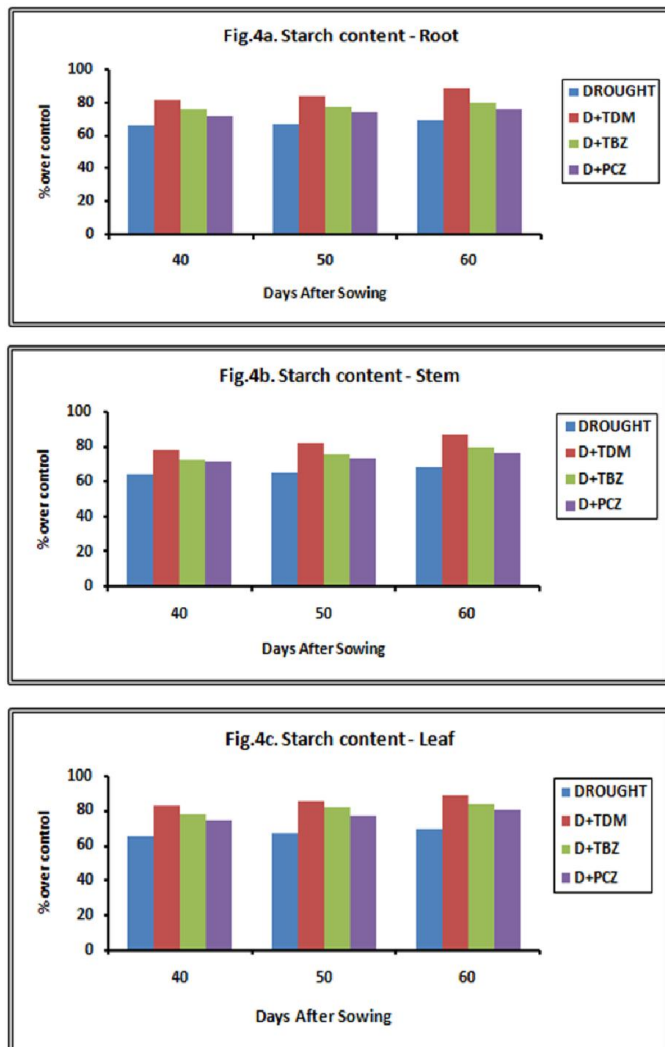 Fig.4a. Starch content - Root
% over control
100
80
60
40
20
0
40 50 60
Days After Sowing
DROUGHT
D+TDM
D+TBZ
D+PCZ
Fig.4b. Starch content - Stem
% over control
100
80
60
40
20
0
40 50 60
Days After Sowing
DROUGHT
D+TDM
D+TBZ
D+PCZ
Fig.4c. Starch content - Leaf
% over control
100
80
60
40
20
0
40 50 60
Days After Sowing
DROUGHT
D+TDM
D+TBZ
D+PCZ